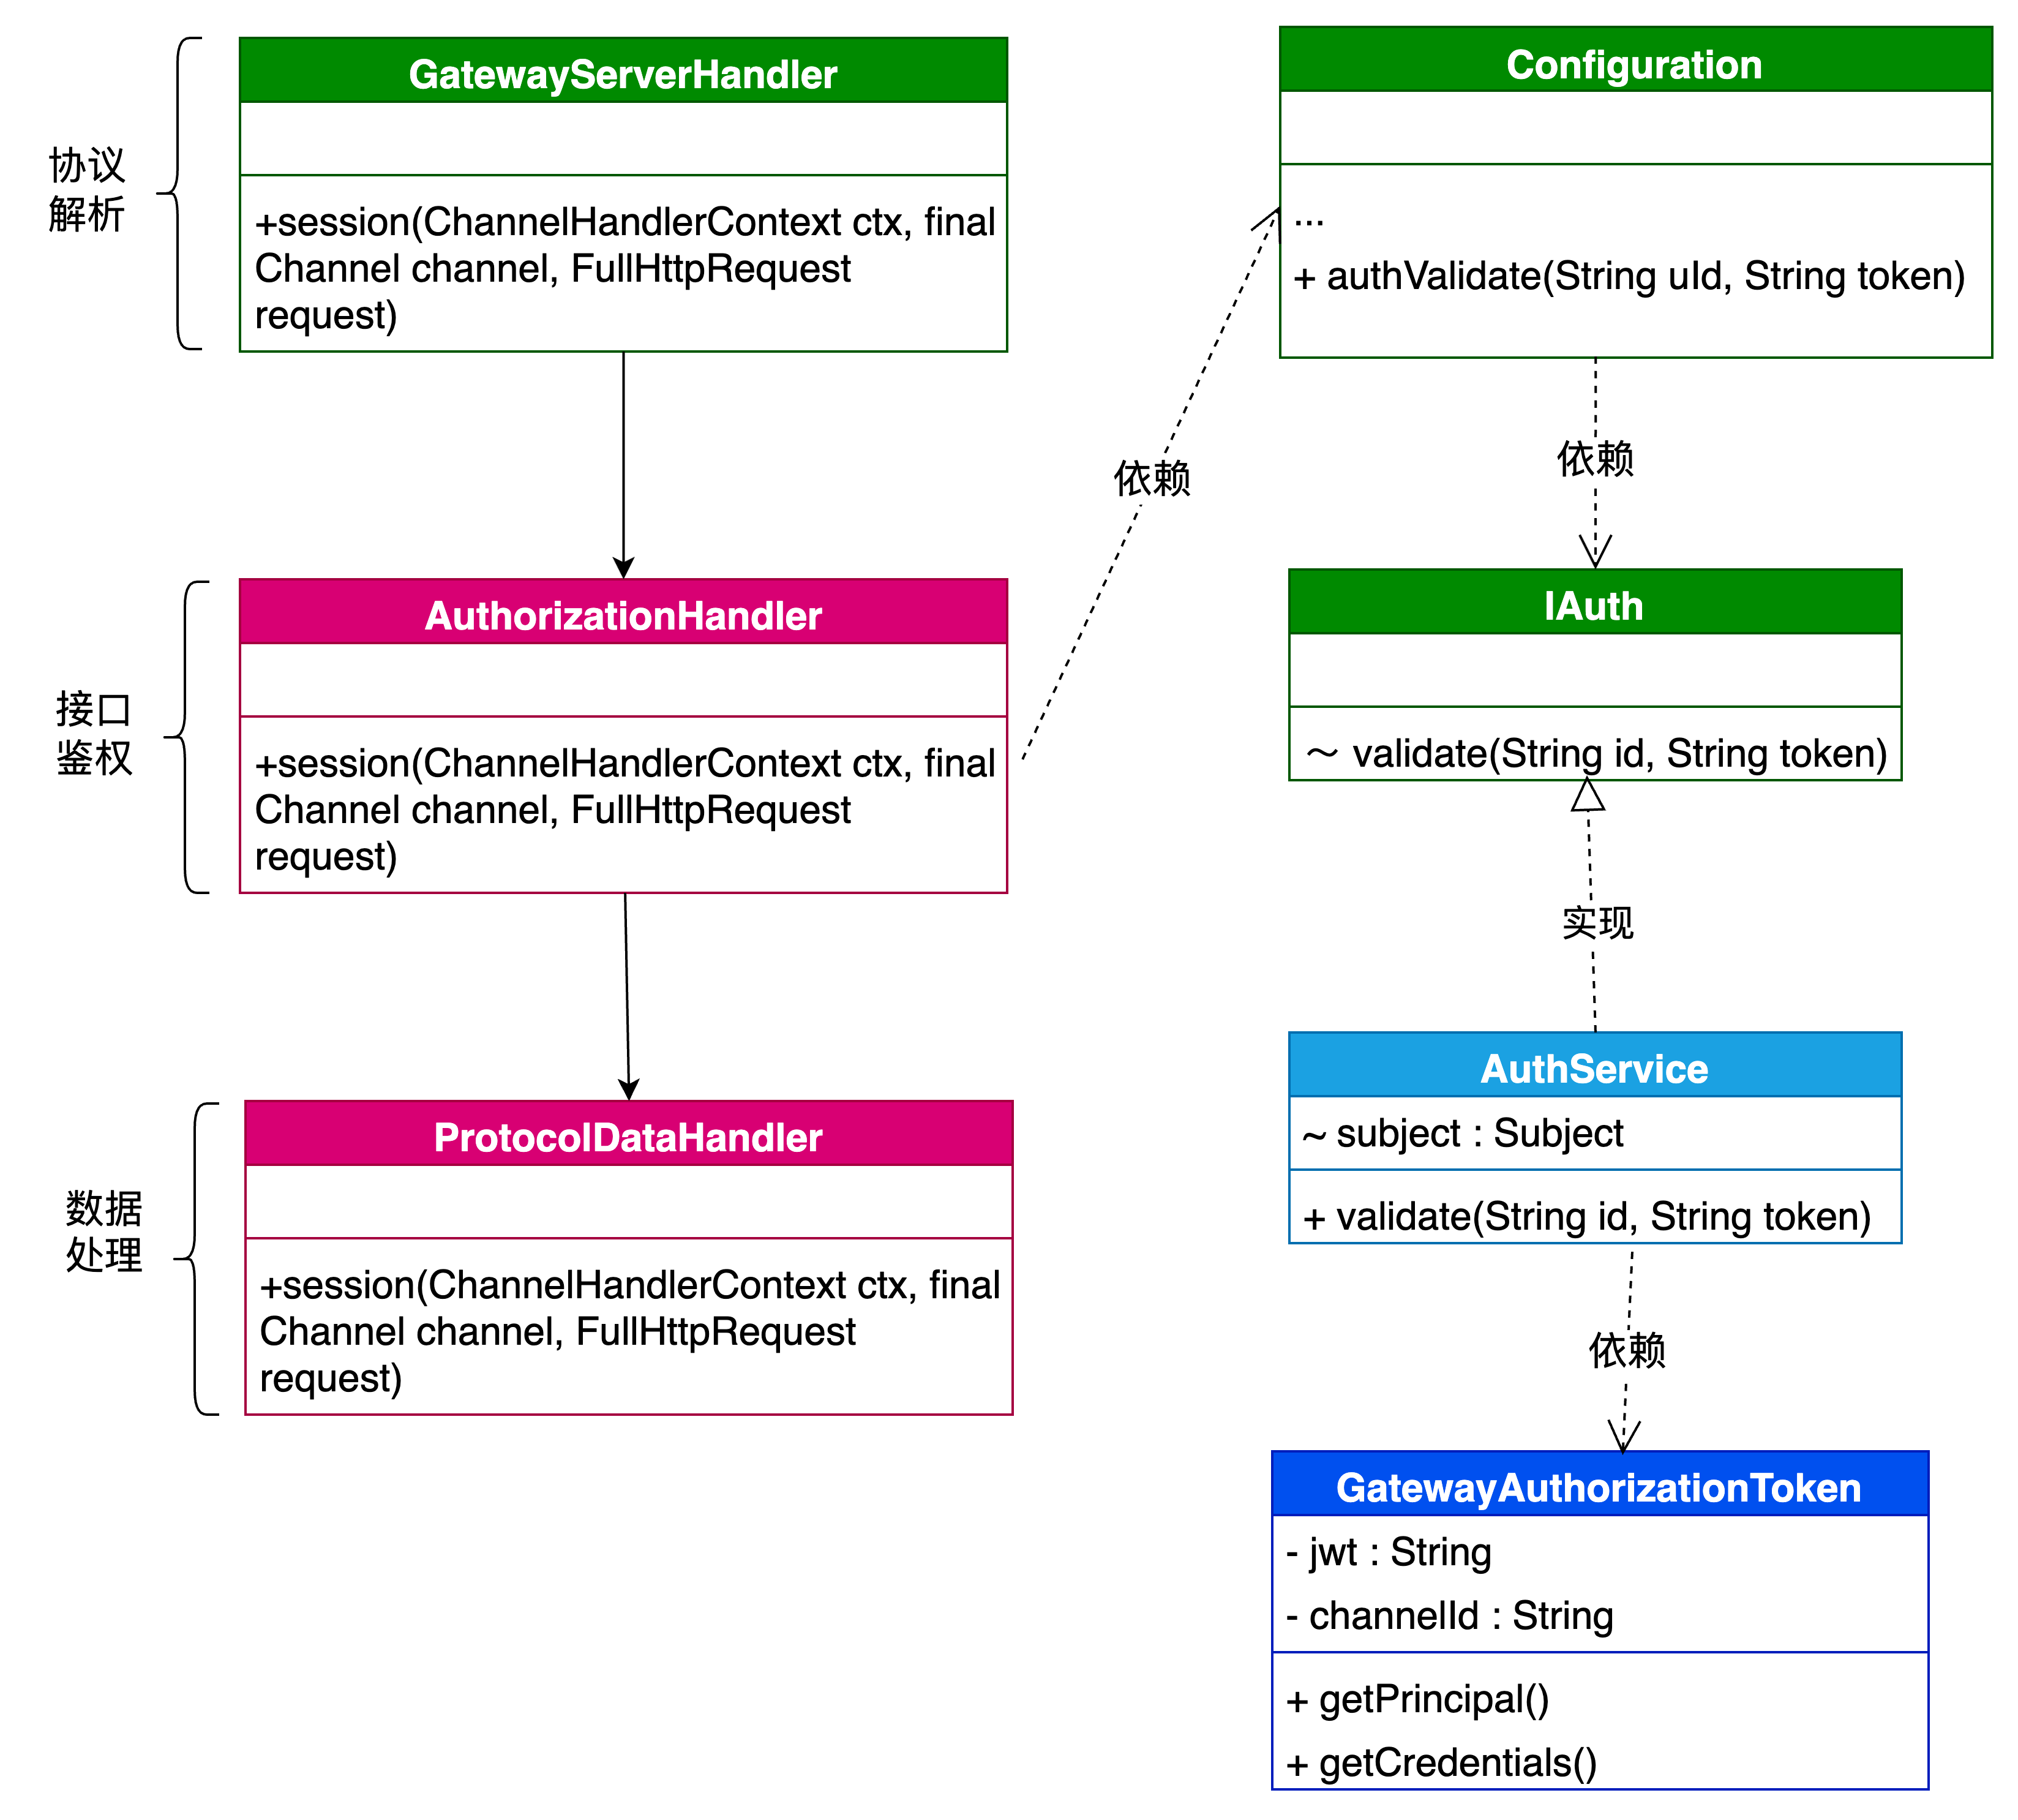 协议
解析
GatewayServerHandler
+session(ChannelHandlerContext ctx, final
Channel channel, FullHttpRequest
request)
接口
鉴权
AuthorizationHandler
+session(ChannelHandlerContext ctx, final
Channel channel, FullHttpRequest
request)
数据
处理
ProtocolDataHandler
+session(ChannelHandlerContext ctx, final
Channel channel, FullHttpRequest
request)
依赖
Configuration
...
+ authValidate(String uId, String token)
依赖
IAuth
～ validate(String id, String token)
实现
AuthService
~ subject : Subject
+ validate(String id, String token)
依赖
GatewayAuthorizationToken
- jwt : String
- channelId : String
+ getPrincipal()
+ getCredentials()